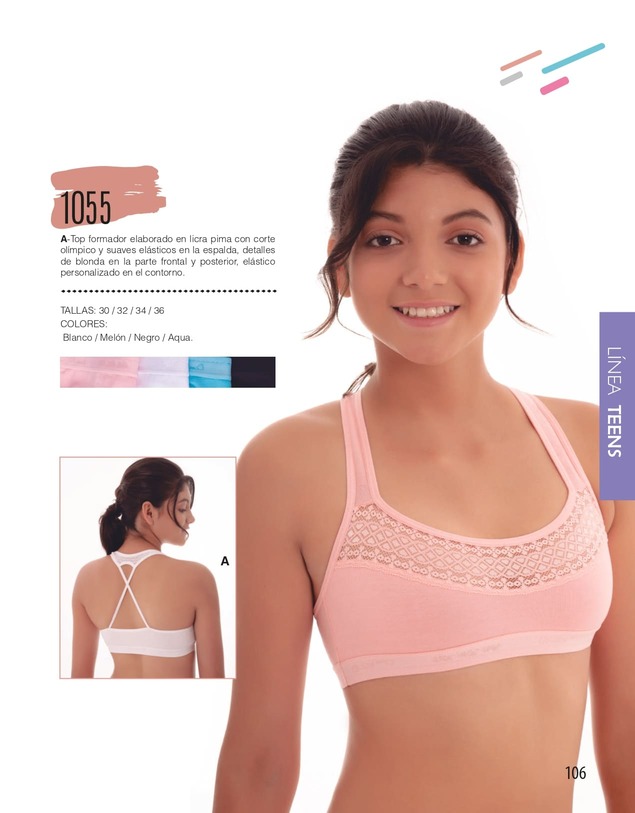 1055
A-Top formador elaborado en licra pima con corte
olímpico y suaves elásticos en la espalda, detalles
de blonda en la parte frontal y posterior, elástico
personalizado en el contorno.
TALLAS: 30 / 32 / 34 / 36
COLORES:
Blanco / Melón / Negro / Aqua.
A
LÍNEA TEENS
106